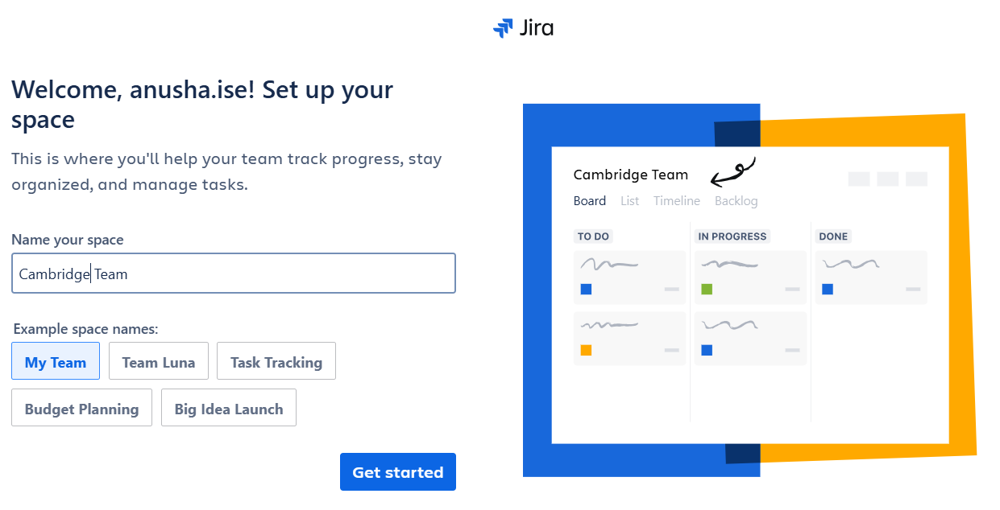 Jira
Welcome, anusha.ise! Set up your
space
This is where you'll help your team track progress, stay
organized, and manage tasks.
Name your space
Cambridge Team
Example space names:
My Team
Team Luna
Task Tracking
Budget Planning
Big Idea Launch
Get started
Cambridge Team
Board List Timeline Backlog
TO DO
IN PROGRESS
DONE